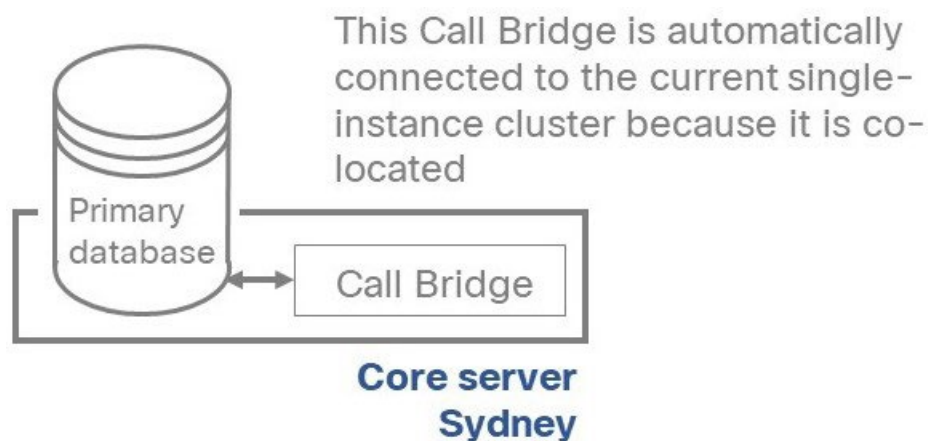 This Call Bridge is automatically
connected to the current single-
instance cluster because it is co-
located
Primary
database
Call Bridge
Core server
Sydney